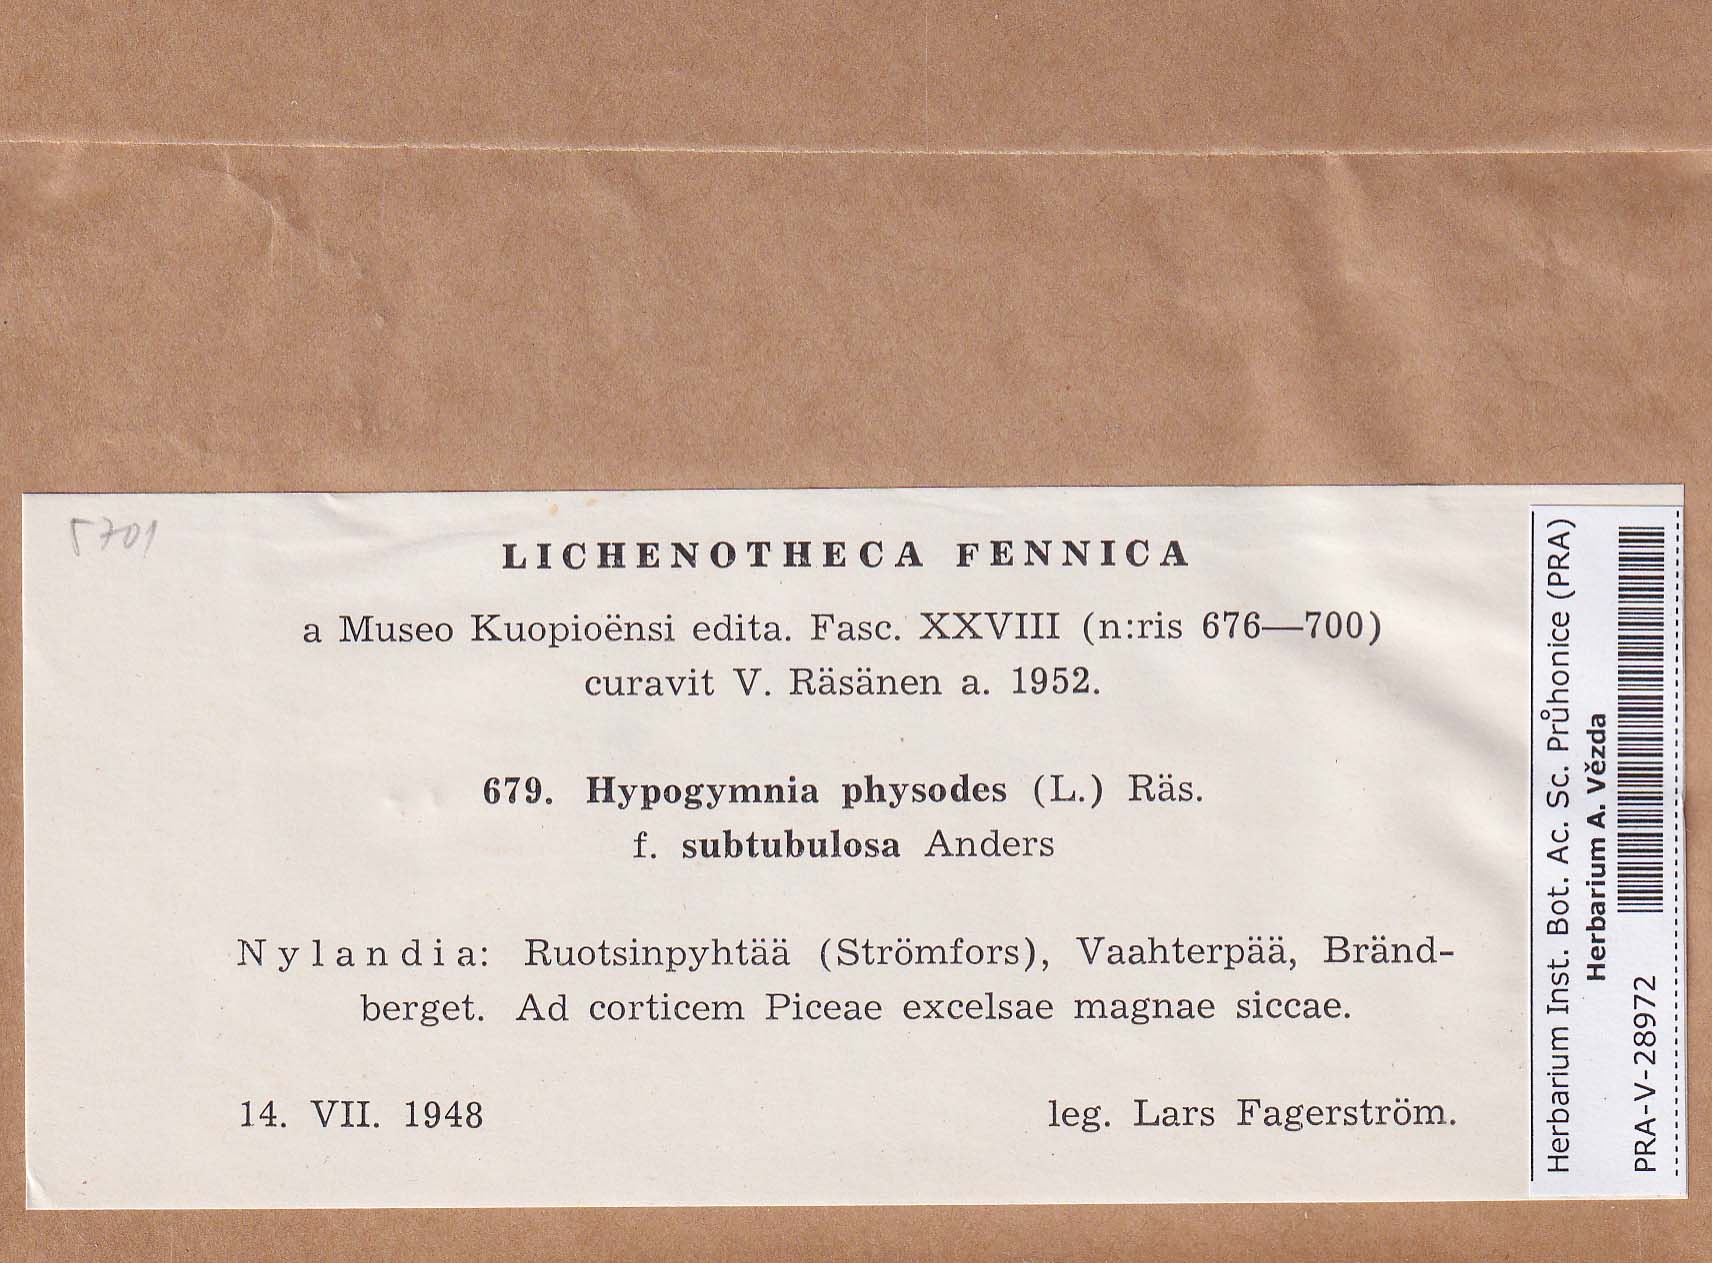 5701
LICHENOTHECA FENNICA
a Museo Kuopioënsi edita. Fasc. XXVIII (n:ris 676—700)
curavit V. Räsänen a. 1952.
679. Hypogymnia physodes (L.) Räs.
f. subtubulosa Anders
Nylandia: Ruotsinpyhtää (Strömfors), Vaahterpää, Bränd-
berget. Ad corticem Piceae excelsae magnae siccae.
14. VII. 1948 leg. Lars Fagerström.
Herbarium Inst. Bot. Ac. Sc. Průhonice (PRA)
Herbarium A. Vězda
PRA-V-28972